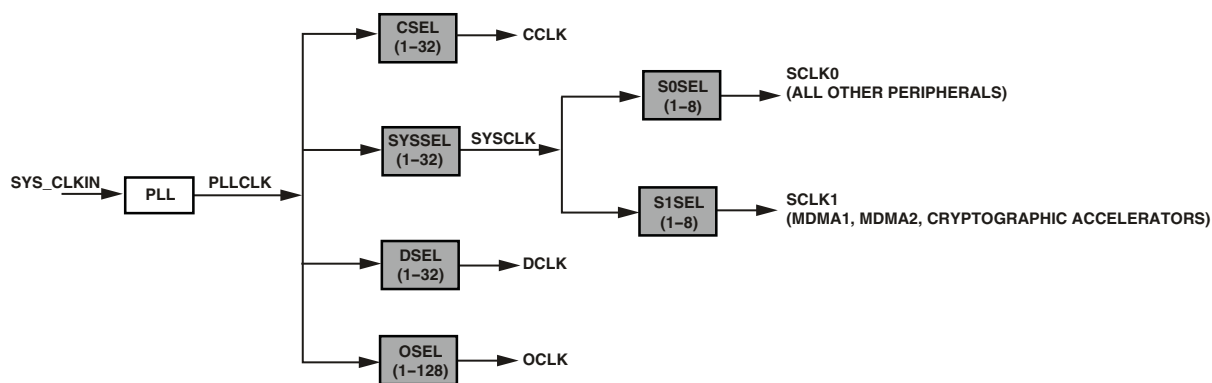 CSEL
(1–32)
CCLK
S0SEL
(1–8)
SCLK0
(ALL OTHER PERIPHERALS)
SYSSEL
(1–32)
SYSCLK
SYS_CLKIN
PLL
PLLCLK
S1SEL
(1–8)
SCLK1
(MDMA1, MDMA2, CRYPTOGRAPHIC ACCELERATORS)
DSEL
(1–32)
DCLK
OSEL
(1–128)
OCLK